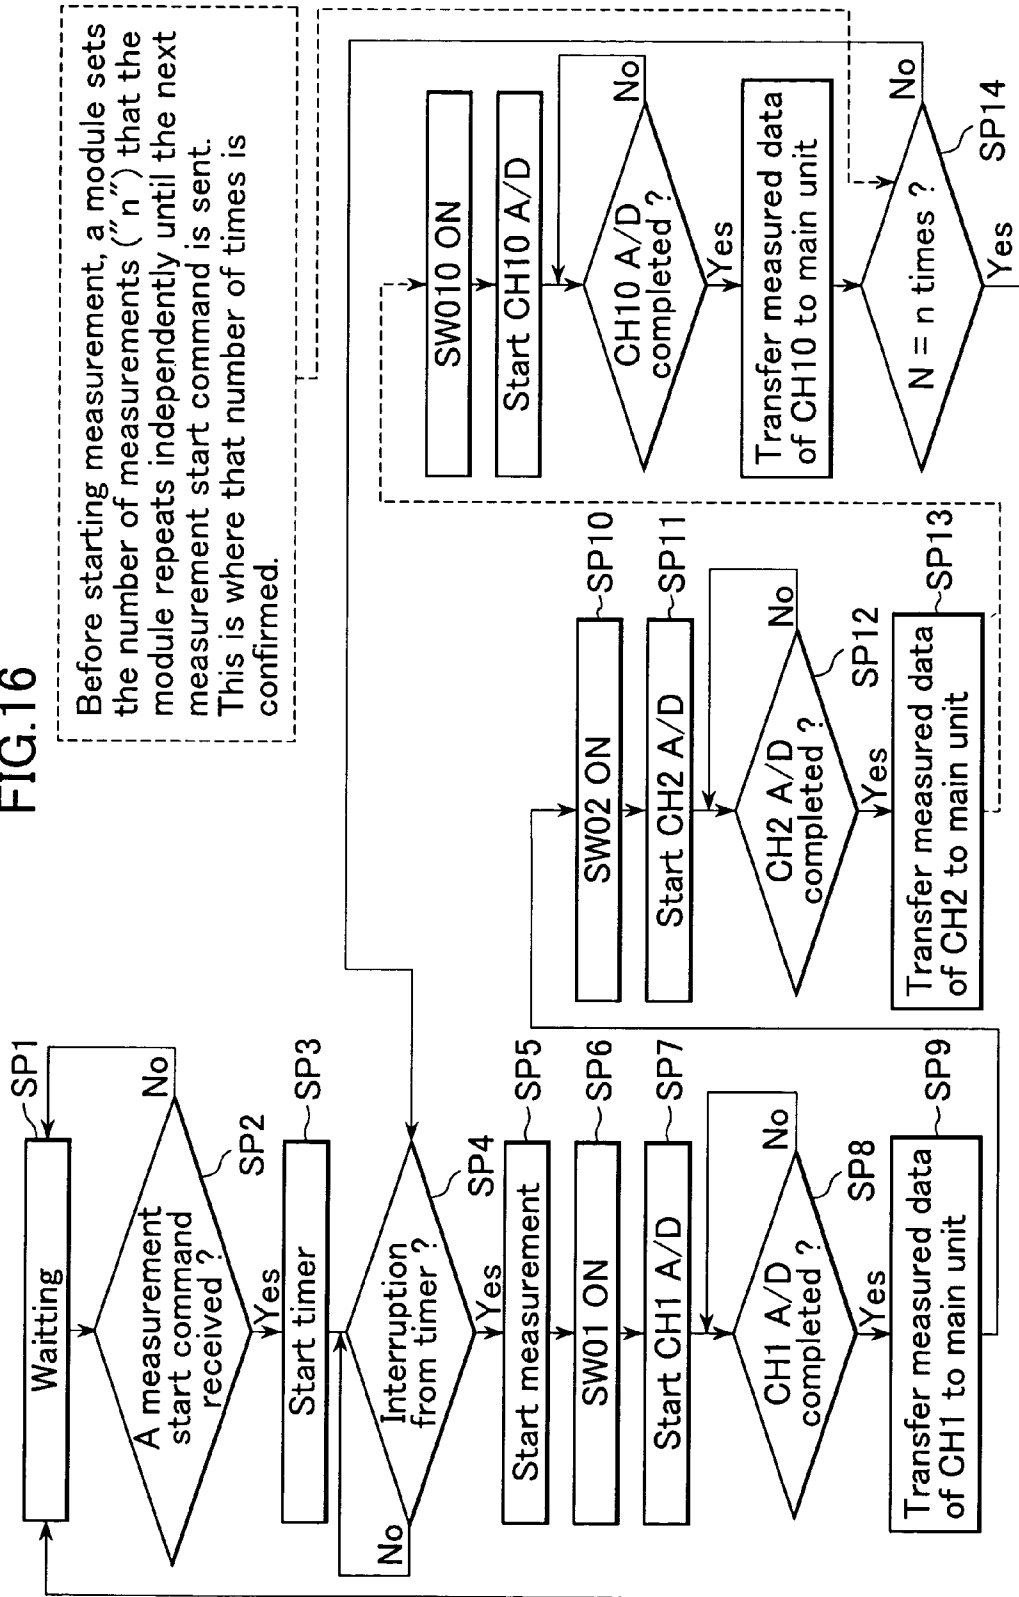 FIG.16
Before starting measurement, a module sets
the number of measurements ("n") that the
module repeats independently until the next
measurement start command is sent.
This is where that number of times is
confirmed.
Waitting
SP1
A measurement
start command
received ?
No
SP2
Yes
Start timer
SP3
Interruption
from timer ?
No
SP4
Yes
Start measurement
SP5
SW01 ON
SP6
Start CH1 A/D
SP7
CH1 A/D
completed ?
No
SP8
Yes
Transfer measured data
of CH1 to main unit
SP9
SW02 ON
SP10
Start CH2 A/D
SP11
CH2 A/D
completed ?
No
SP12
Yes
Transfer measured data
of CH2 to main unit
SP13
SW010 ON
Start CH10 A/D
CH10 A/D
completed ?
No
Yes
Transfer measured data
of CH10 to main unit
N = n times ?
No
SP14
Yes